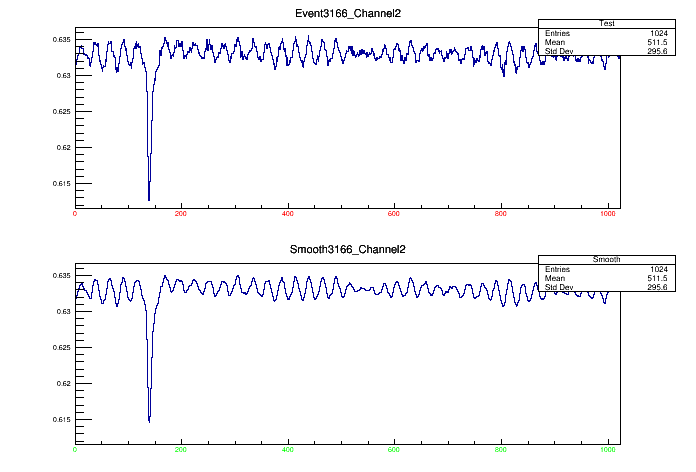 Event3166_Channel2
Test
Entries 1024
Mean 511.5
Std Dev 295.6
0.635
0.63
0.625
0.62
0.615
0 200 400 600 800 1000
Smooth3166_Channel2
Smooth
Entries 1024
Mean 511.5
Std Dev 295.6
0.635
0.63
0.625
0.62
0.615
0 200 400 600 800 1000